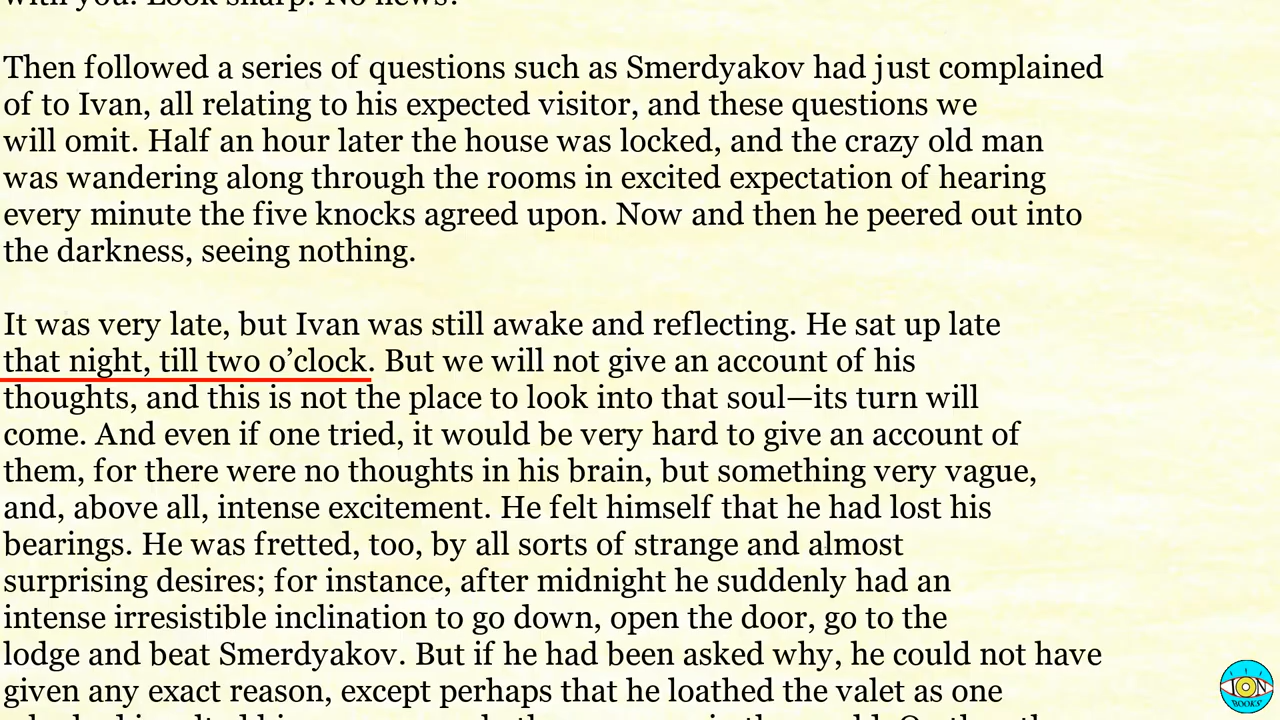 with you. Look sharp. No news?
Then followed a series of questions such as Smerdyakov had just complained
of to Ivan, all relating to his expected visitor, and these questions we
will omit. Half an hour later the house was locked, and the crazy old man
was wandering along through the rooms in excited expectation of hearing
every minute the five knocks agreed upon. Now and then he peered out into
the darkness, seeing nothing.
It was very late, but Ivan was still awake and reflecting. He sat up late
that night, till two o’clock. But we will not give an account of his
thoughts, and this is not the place to look into that soul—its turn will
come. And even if one tried, it would be very hard to give an account of
them, for there were no thoughts in his brain, but something very vague,
and, above all, intense excitement. He felt himself that he had lost his
bearings. He was fretted, too, by all sorts of strange and almost
surprising desires; for instance, after midnight he suddenly had an
intense irresistible inclination to go down, open the door, go to the
lodge and beat Smerdyakov. But if he had been asked why, he could not have
given any exact reason, except perhaps that he loathed the valet as one
ION
BOOKS